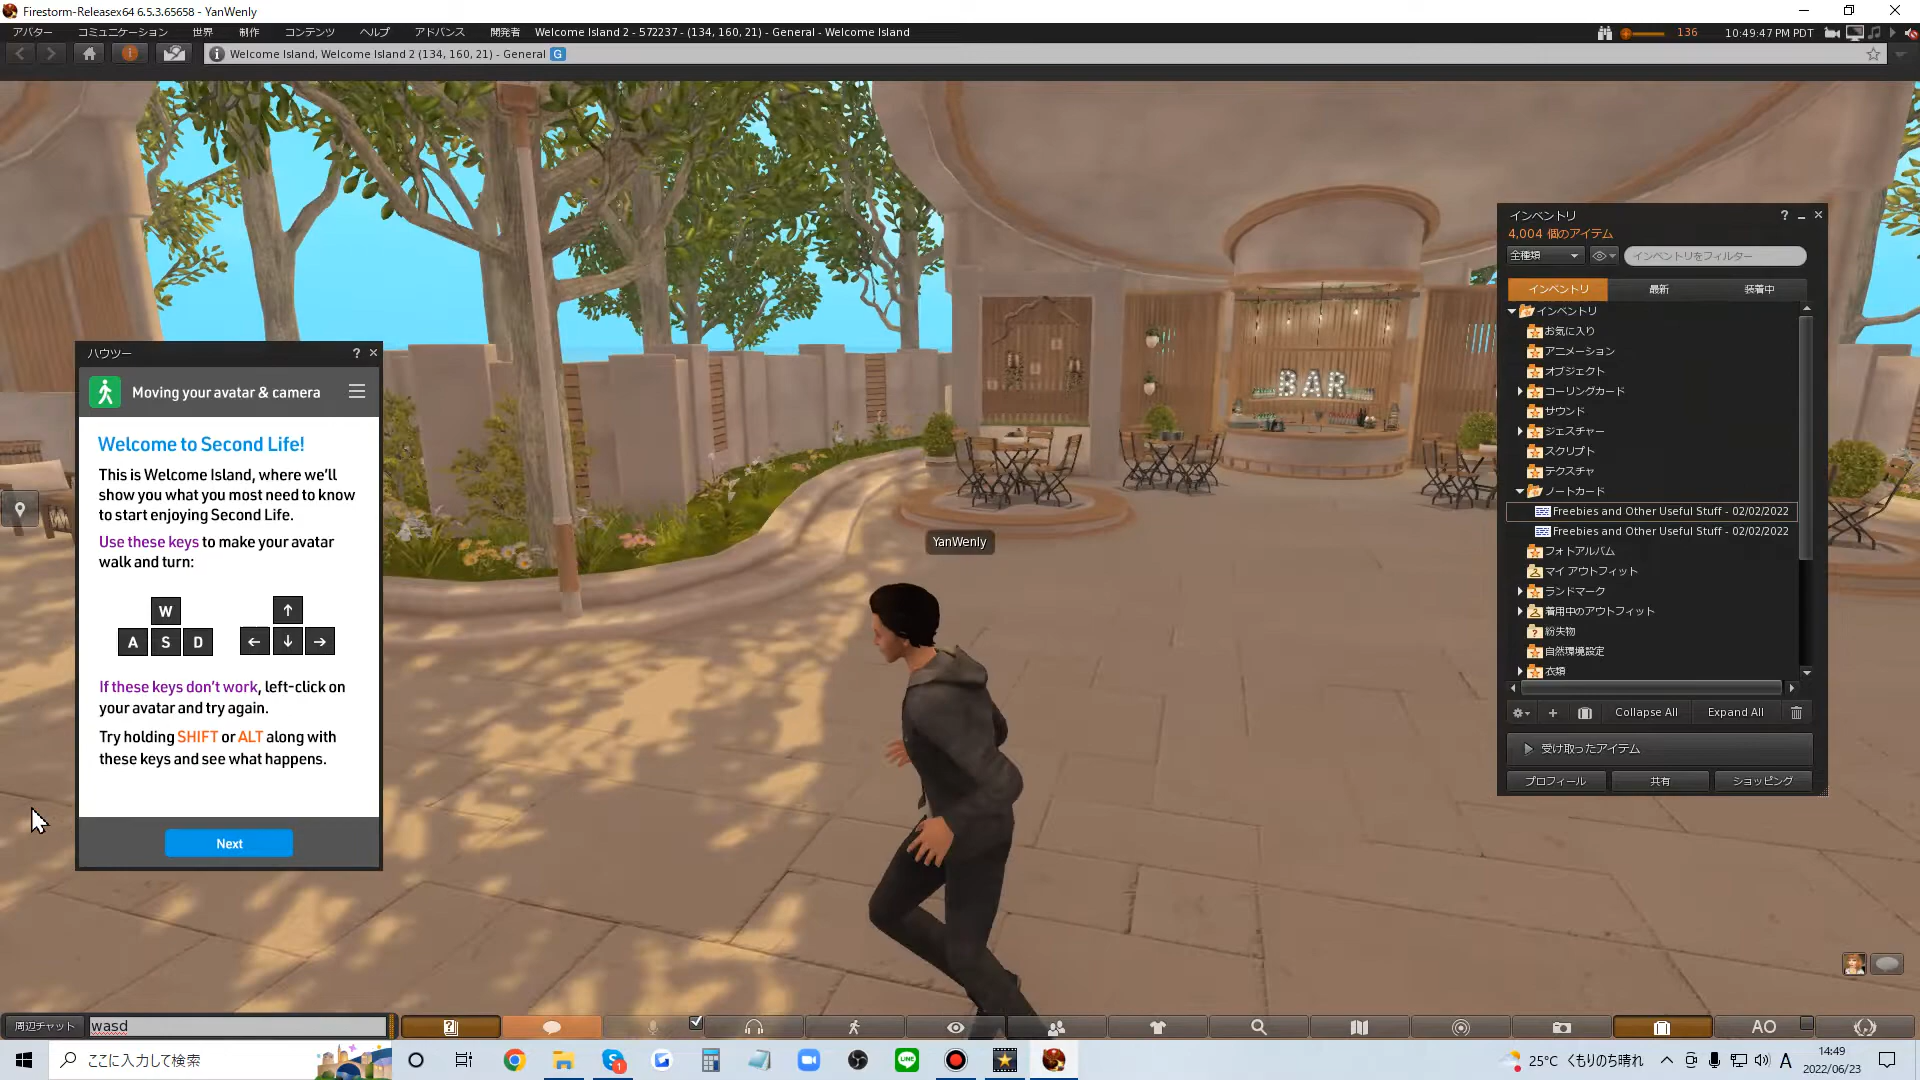 Firestorm-Releasex64 6.5.3.65658 - YanWenly
アバター コミュニケーション 世界 制作 コンテンツ ヘルプ アドバンス 開発者 Welcome Island 2 - 572237 - (134, 160, 21) - General - Welcome Island
136 10:49:47 PM PDT
Welcome Island, Welcome Island 2 (134, 160, 21) - General G
BAR
YanWenly
ハウツー ?
Moving your avatar & camera
Welcome to Second Life!
This is Welcome Island, where we'll
show you what you most need to know
to start enjoying Second Life.
Use these keys to make your avatar
walk and turn:
W ↑
A S D ← ↓ →
If these keys don't work, left-click on
your avatar and try again.
Try holding SHIFT or ALT along with
these keys and see what happens.
Next
インベントリ ?
4,004 個のアイテム
全種類 インベントリをフィルター
インベントリ 最新 装着中
インベントリ
お気に入り
アニメーション
オブジェクト
コーリングカード
サウンド
ジェスチャー
スクリプト
テクスチャ
ノートカード
Freebies and Other Useful Stuff - 02/02/2022
Freebies and Other Useful Stuff - 02/02/2022
フォトアルバム
マイ アウトフィット
ランドマーク
着用中のアウトフィット
紛失物
自然環境設定
衣類
Collapse All Expand All
受け取ったアイテム
プロフィール 共有 ショッピング
周辺チャット wasd
AO
ここに入力して検索
25°C くもりのち晴れ A 14:49
2022/06/23